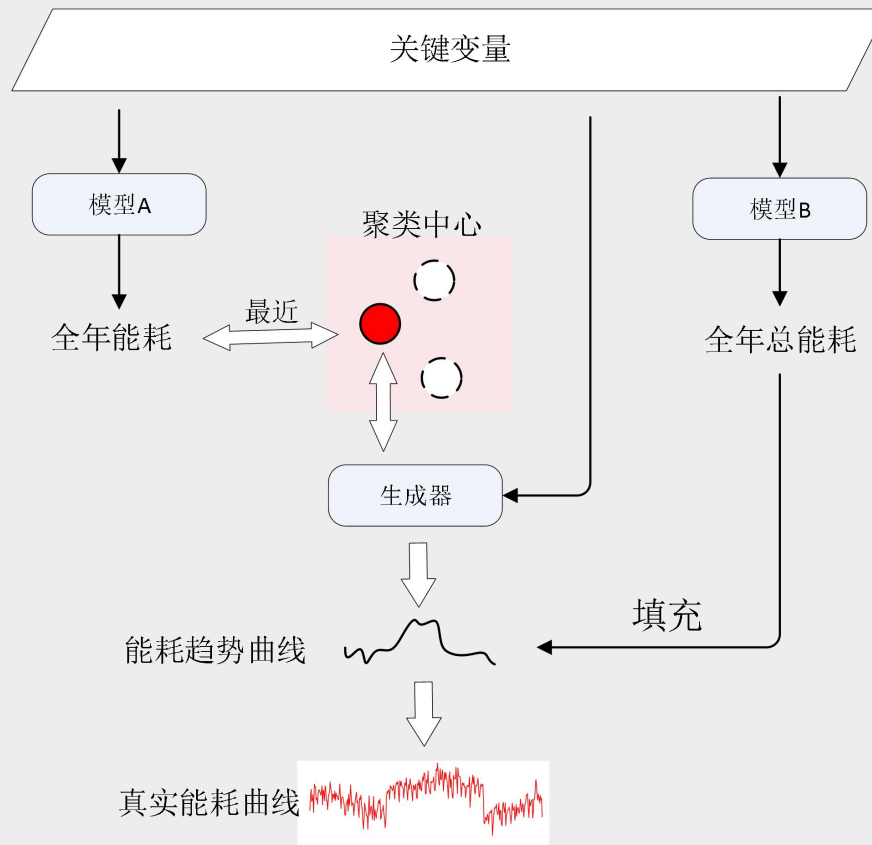 关键变量
模型A
模型B
聚类中心
最近
全年能耗
全年总能耗
生成器
填充
能耗趋势曲线
真实能耗曲线